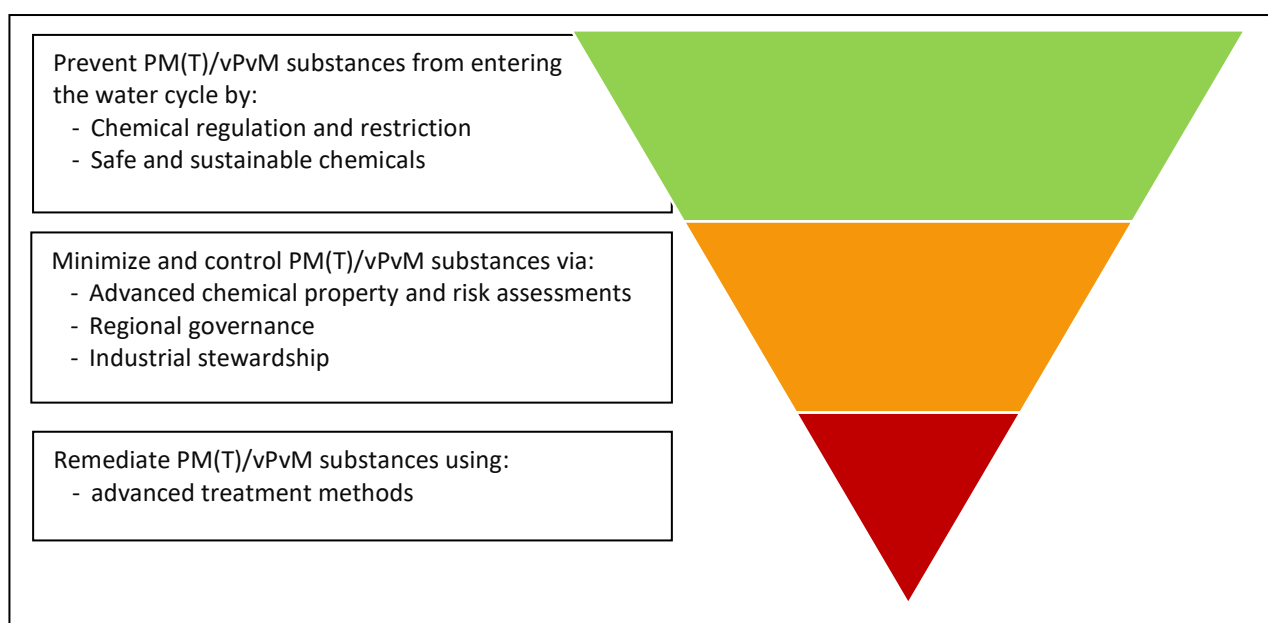 Prevent PM(T)/vPvM substances from entering
the water cycle by:
- Chemical regulation and restriction
- Safe and sustainable chemicals
Minimize and control PM(T)/vPvM substances via:
- Advanced chemical property and risk assessments
- Regional governance
- Industrial stewardship
Remediate PM(T)/vPvM substances using:
- advanced treatment methods